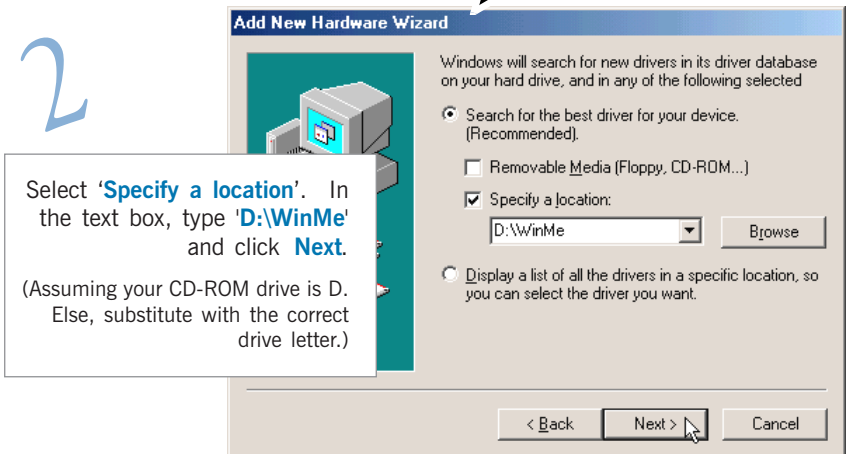 Add New Hardware Wizard
2
Windows will search for new drivers in its driver database
on your hard drive, and in any of the following selected
Search for the best driver for your device.
(Recommended).
Removable Media (Floppy, CD-ROM...)
Specify a location:
D:\WinMe
Browse
Display a list of all the drivers in a specific location, so
you can select the driver you want.
Select ‘Specify a location’. In
the text box, type 'D:\WinMe'
and click Next.
(Assuming your CD-ROM drive is D.
Else, substitute with the correct
drive letter.)
< Back
Next >
Cancel